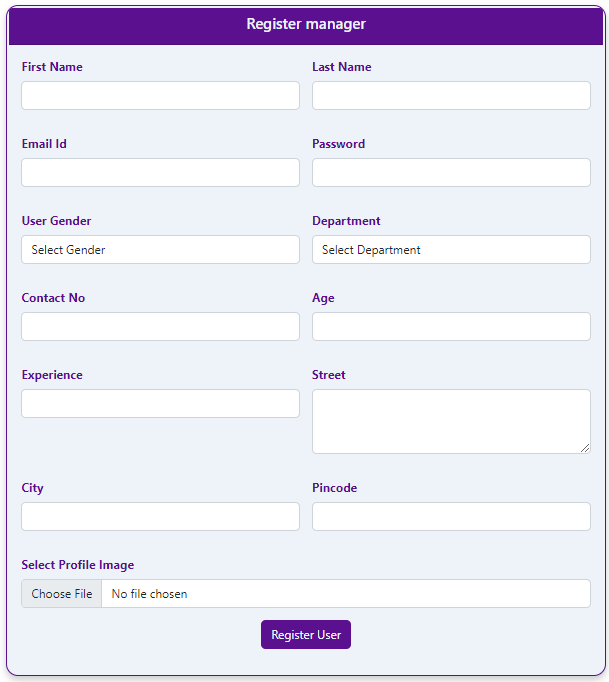 Register manager
First Name Last Name
Email Id Password
User Gender Department
Select Gender Select Department
Contact No Age
Experience Street
City Pincode
Select Profile Image
Choose File No file chosen
Register User